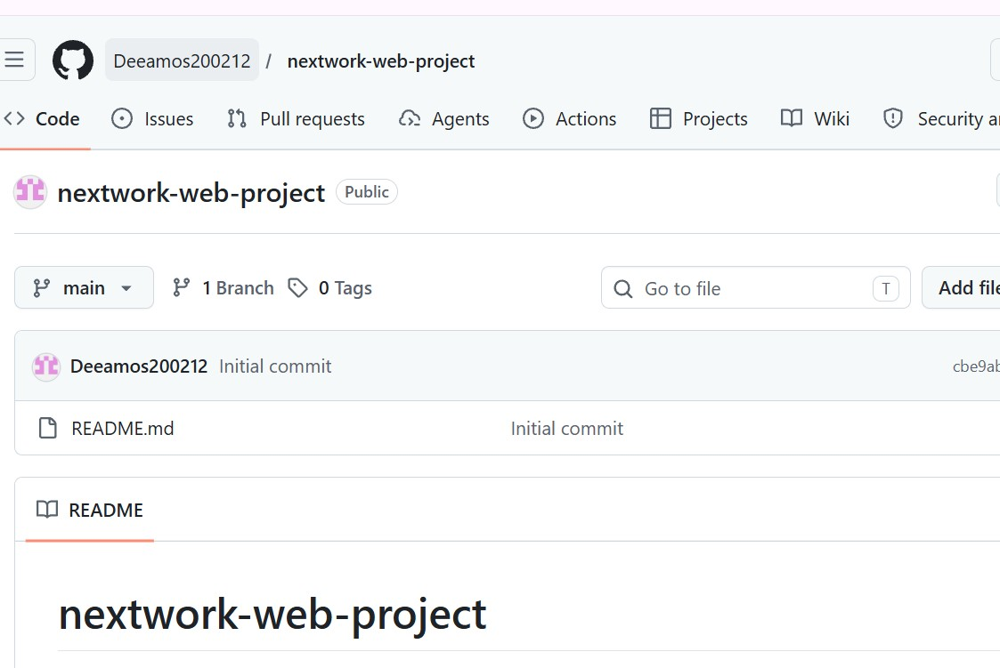 Deeamos200212 / nextwork-web-project
Code Issues Pull requests Agents Actions Projects Wiki Security
nextwork-web-project Public
main 1 Branch 0 Tags Go to file T Add file
Deeamos200212 Initial commit cbe9ab
README.md Initial commit
README
nextwork-web-project